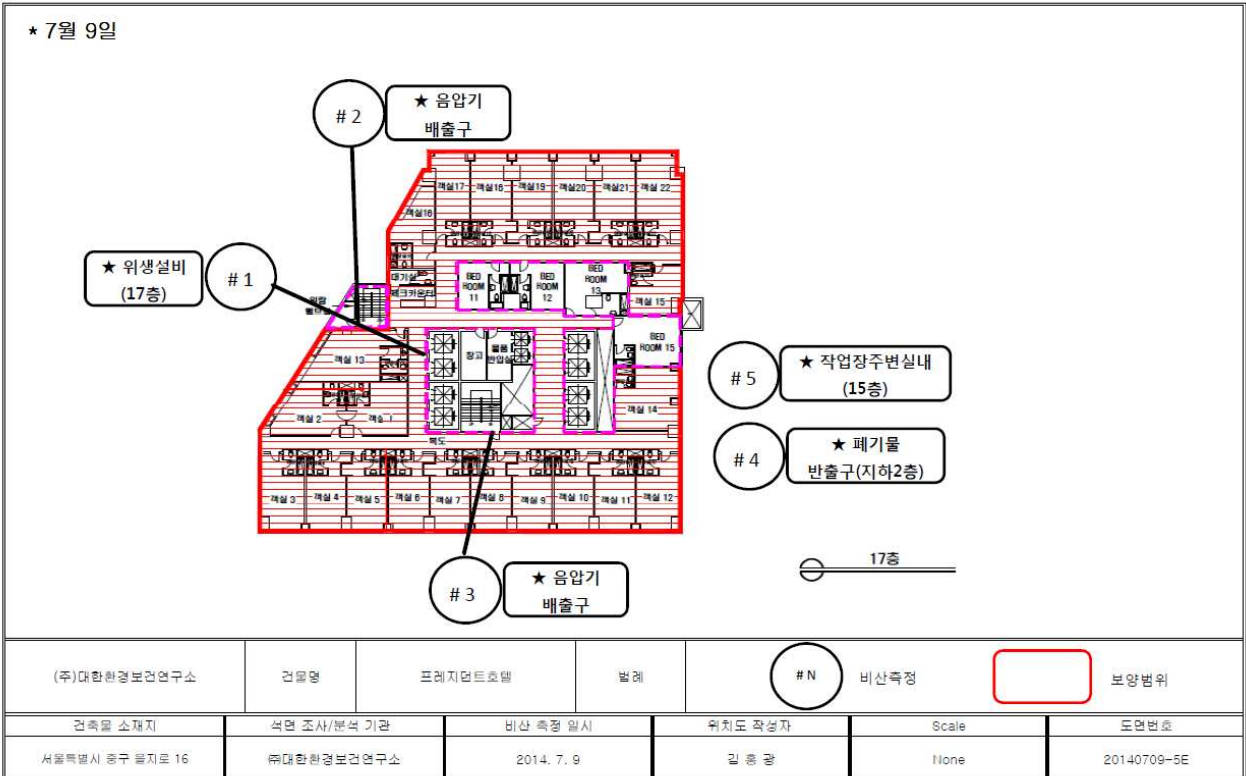 ★ 7월 9일
# 2
★ 음압기
배출구
객실17
객실18
객실19
객실20
객실21
객실 22
객실16
★ 위생설비
(17층)
# 1
대기실
체크카운터
BED
ROOM
11
BED
ROOM
12
BED
ROOM
13
객실 15
BED
ROOM 15
객실 13
창고
물품
반입실
# 5
★ 작업장주변실내
(15층)
객실 2
객실 14
복도
# 4
★ 폐기물
반출구(지하2층)
객실 3
객실 4
객실 5
객실 6
객실 7
객실 8
객실 9
객실 10
객실 11
객실 12
# 3
★ 음압기
배출구
17층
(주)대한환경보건연구소
건물명
프레지던트호텔
범례
# N
비산측정
보양범위
건축물 소재지
석면 조사/분석 기관
비산 측정 일시
위치도 작성자
Scale
도면번호
서울특별시 중구 을지로 16
㈜대한환경보건연구소
2014. 7. 9
김 홍 광
None
20140709-5E